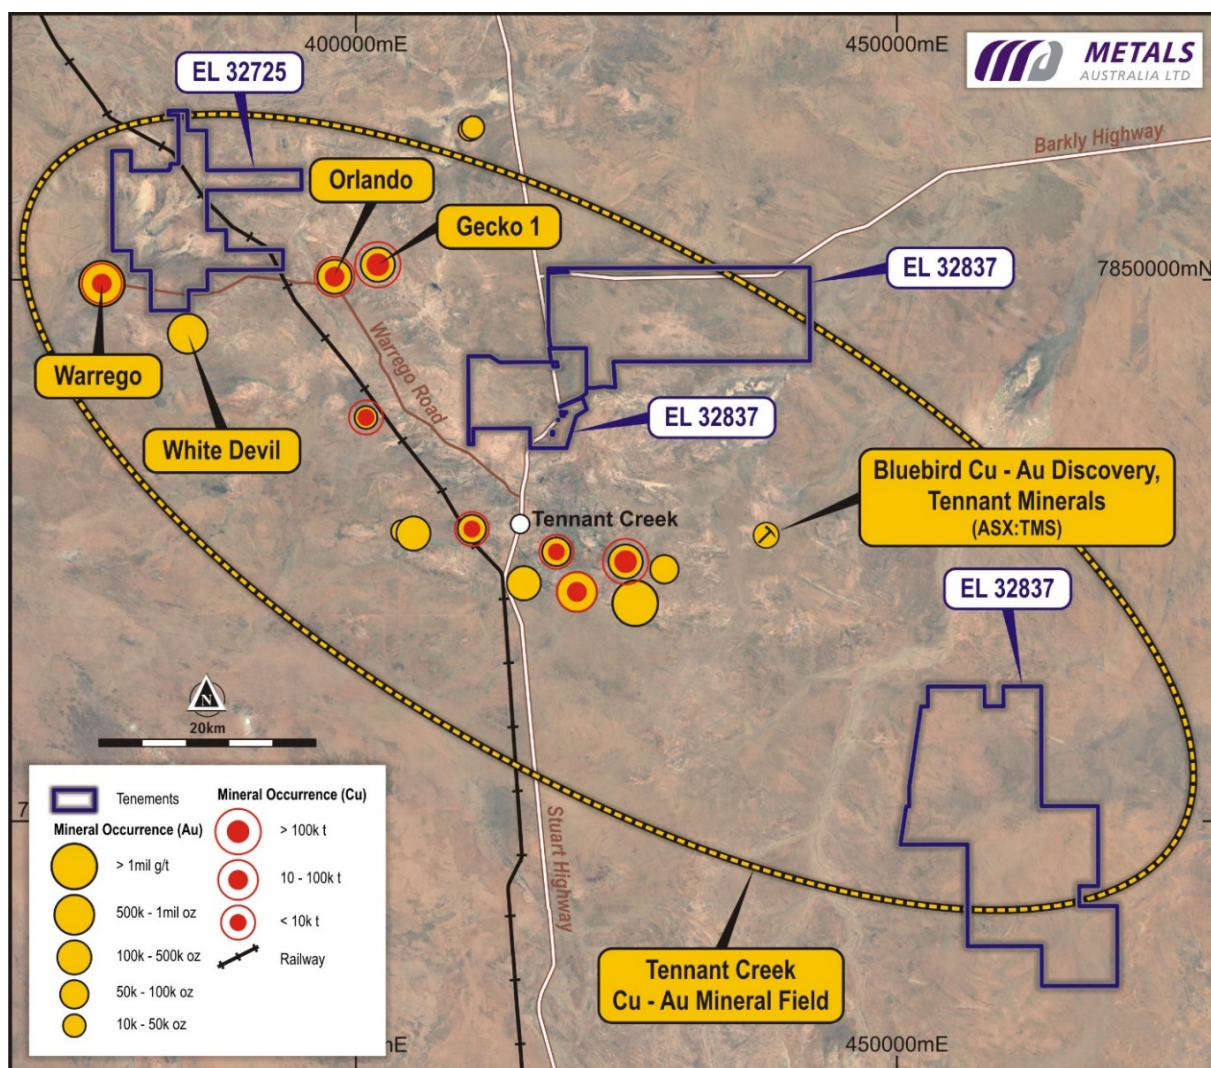 400000mE
450000mE
METALS
AUSTRALIA LTD
EL 32725
Barkly Highway
Orlando
Gecko 1
EL 32837
7850000mN
Warrego
Warrego Road
White Devil
EL 32837
Bluebird Cu - Au Discovery,
Tennant Minerals
(ASX:TMS)
Tennant Creek
EL 32837
N
20km
Tenements
Mineral Occurrence (Au)
> 1mil g/t
500k - 1mil oz
100k - 500k oz
50k - 100k oz
10k - 50k oz
Mineral Occurrence (Cu)
> 100k t
10 - 100k t
< 10k t
Railway
7
Stuart Highway
Tennant Creek
Cu - Au Mineral Field
mE
450000mE